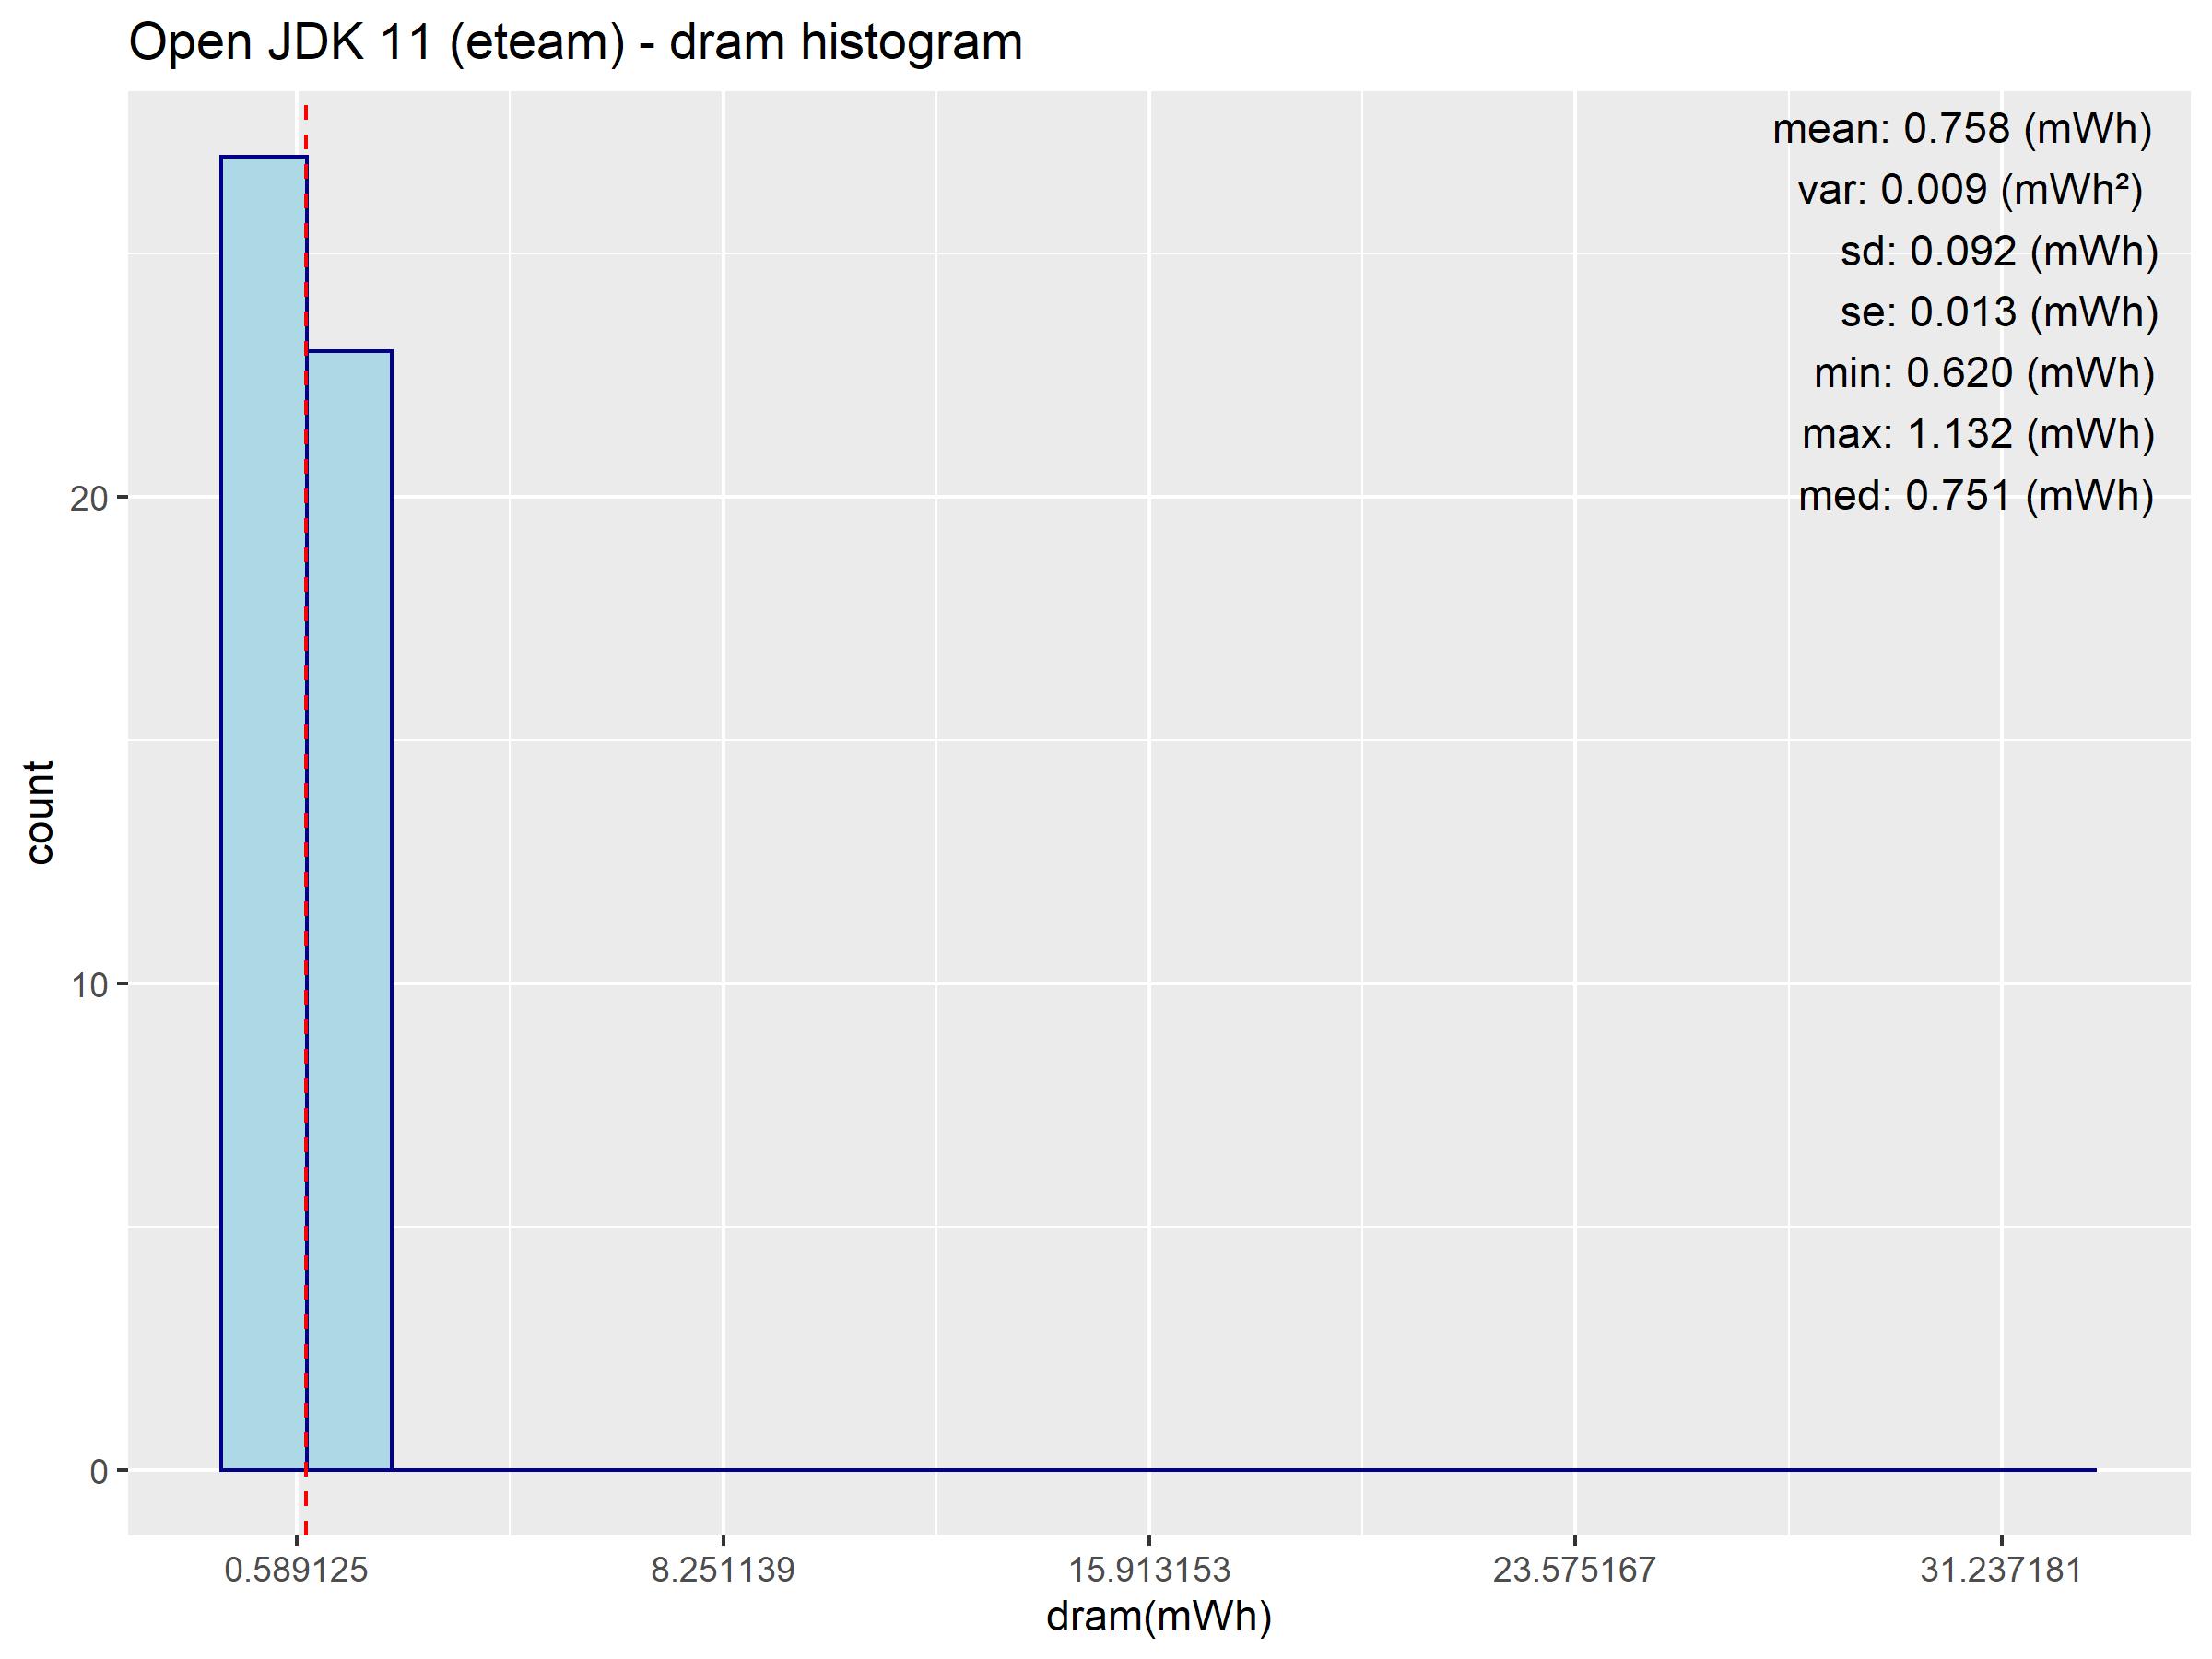 Open JDK 11 (eteam) - dram histogram
mean: 0.758 (mWh)
var: 0.009 (mWh²)
sd: 0.092 (mWh)
se: 0.013 (mWh)
min: 0.620 (mWh)
max: 1.132 (mWh)
med: 0.751 (mWh)
20
10
0
count
0.589125 8.251139 15.913153 23.575167 31.237181
dram(mWh)